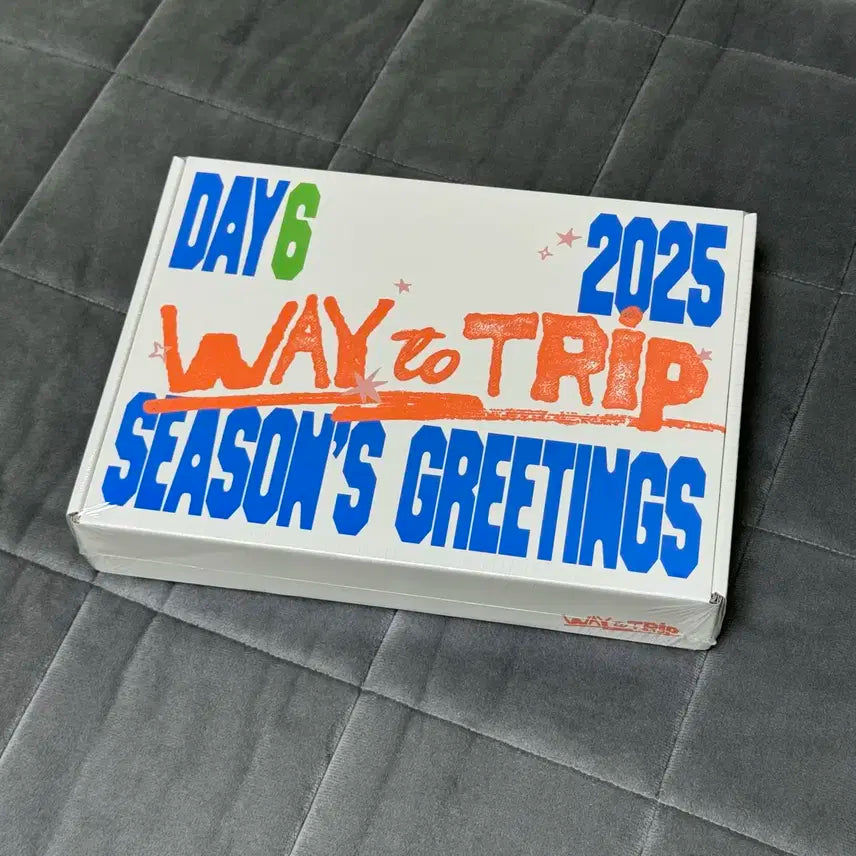 DAY6
2025
WAY to TRiP
SEASON'S GREETINGS
WAY to TRiP